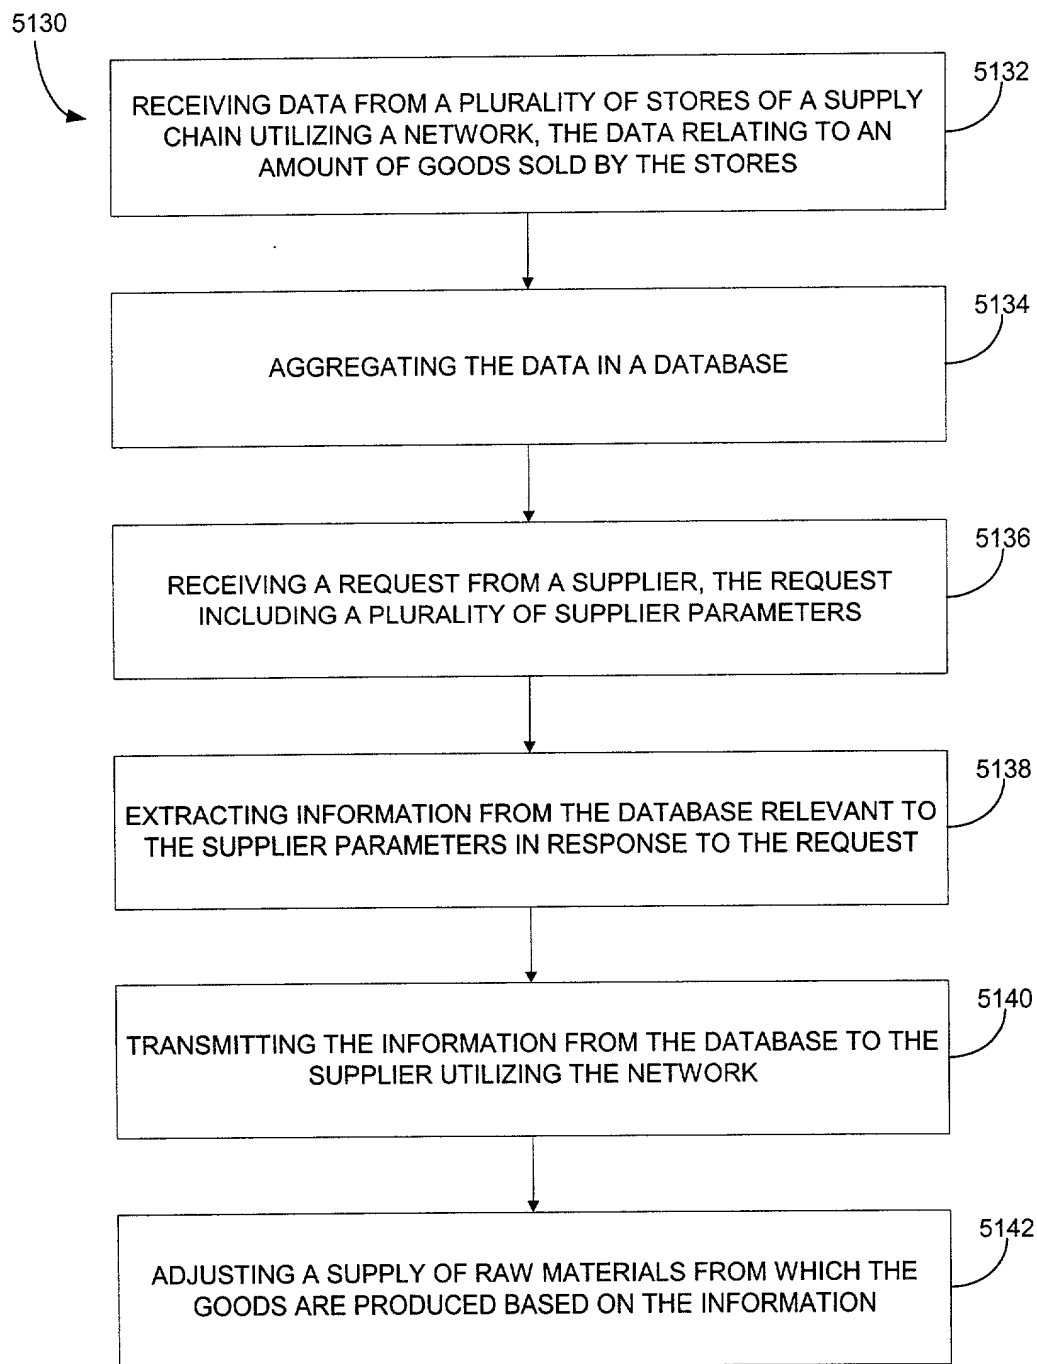 5130
5132
RECEIVING DATA FROM A PLURALITY OF STORES OF A SUPPLY
CHAIN UTILIZING A NETWORK, THE DATA RELATING TO AN
AMOUNT OF GOODS SOLD BY THE STORES
5134
AGGREGATING THE DATA IN A DATABASE
5136
RECEIVING A REQUEST FROM A SUPPLIER, THE REQUEST
INCLUDING A PLURALITY OF SUPPLIER PARAMETERS
5138
EXTRACTING INFORMATION FROM THE DATABASE RELEVANT TO
THE SUPPLIER PARAMETERS IN RESPONSE TO THE REQUEST
5140
TRANSMITTING THE INFORMATION FROM THE DATABASE TO THE
SUPPLIER UTILIZING THE NETWORK
5142
ADJUSTING A SUPPLY OF RAW MATERIALS FROM WHICH THE
GOODS ARE PRODUCED BASED ON THE INFORMATION